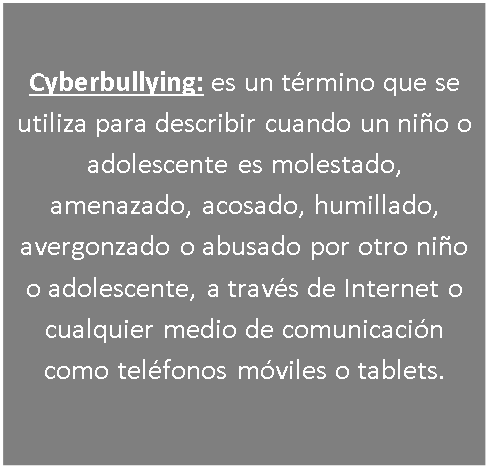 Cyberbullying: es un término que se
utiliza para describir cuando un niño o
adolescente es molestado,
amenazado, acosado, humillado,
avergonzado o abusado por otro niño
o adolescente, a través de Internet o
cualquier medio de comunicación
como teléfonos móviles o tablets.